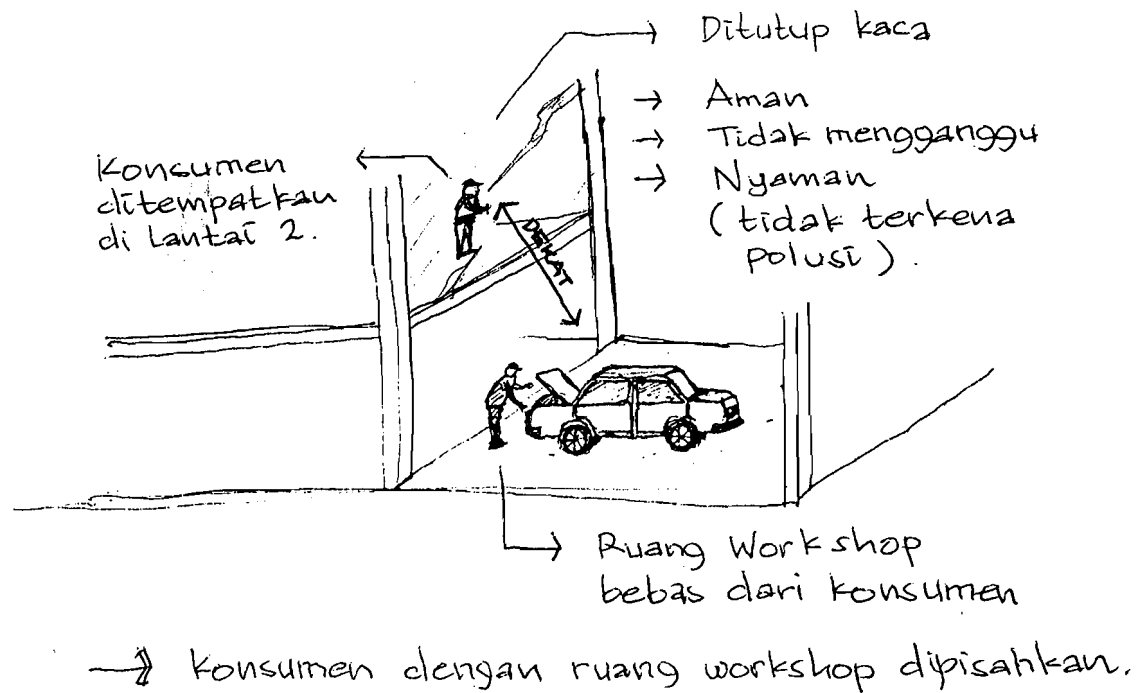 Ditutup kaca
→ Aman
→ Tidak mengganggu
→ Nyaman
(tidak terkena
polusi).
Konsumen
ditempatkan
di Lantai 2.
DEKAT
Ruang Workshop
bebas dari konsumen
→ konsumen dengan ruang workshop dipisahkan.